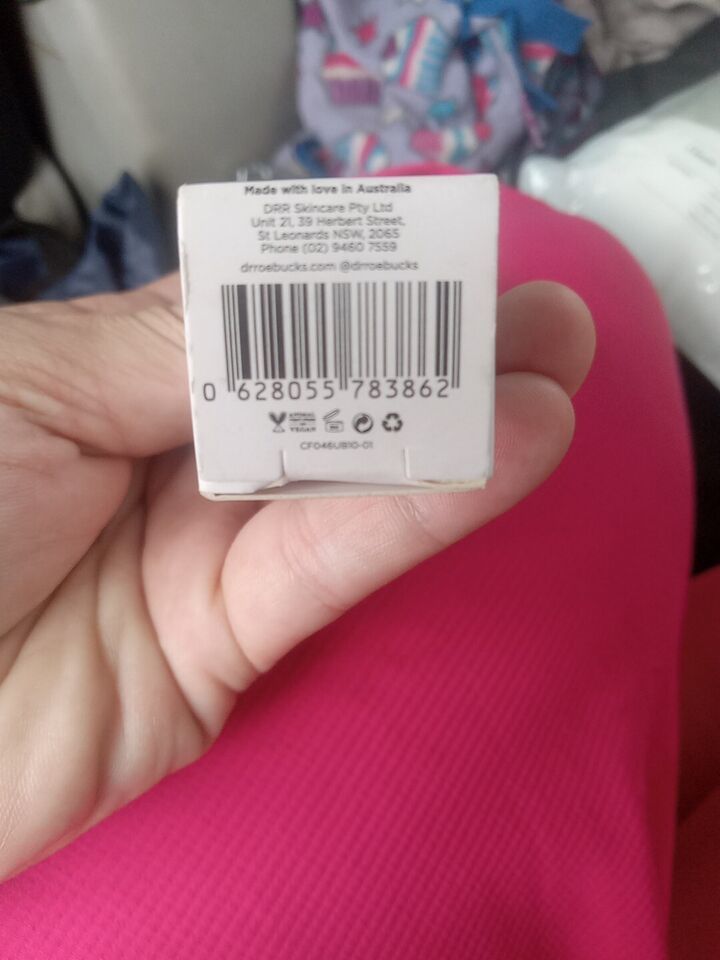 Made with love in Australia
DRR Skincare Pty Ltd
Unit 21, 39 Herbert Street,
St Leonards NSW, 2065
Phone (02) 9460 7559
drroebucks.com @drroebucks
0 628055 783862
VEGAN
CF046UB10-01